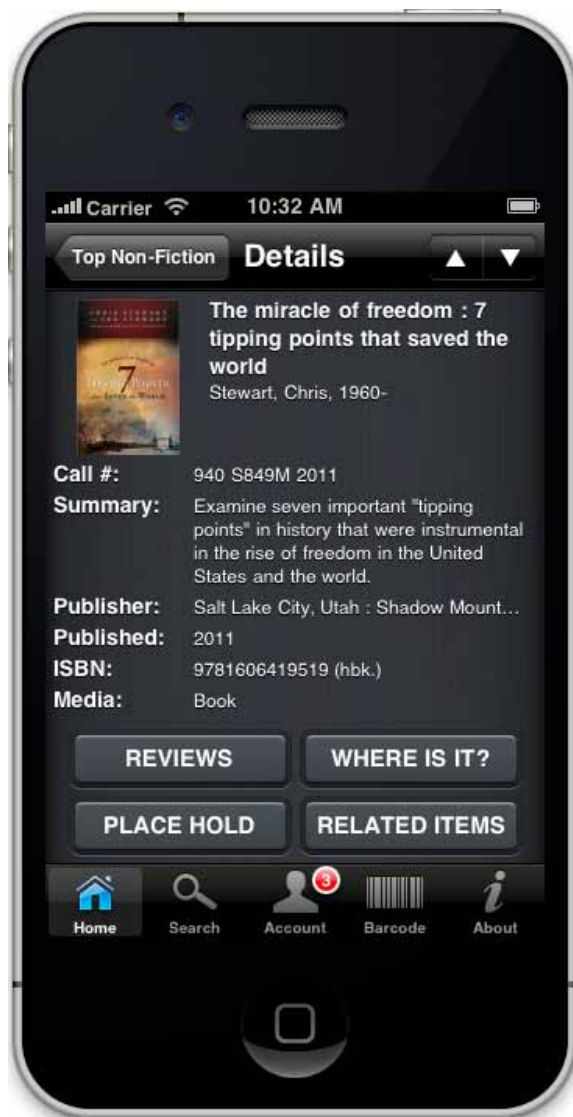 Carrier 10:32 AM
Top Non-Fiction Details
The miracle of freedom : 7
tipping points that saved the
world
Stewart, Chris, 1960-
7
Call #: 940 S849M 2011
Summary: Examine seven important "tipping
points" in history that were instrumental
in the rise of freedom in the United
States and the world.
Publisher: Salt Lake City, Utah : Shadow Mount...
Published: 2011
ISBN: 9781606419519 (hbk.)
Media: Book
REVIEWS WHERE IS IT?
PLACE HOLD RELATED ITEMS
3
Home Search Account Barcode About